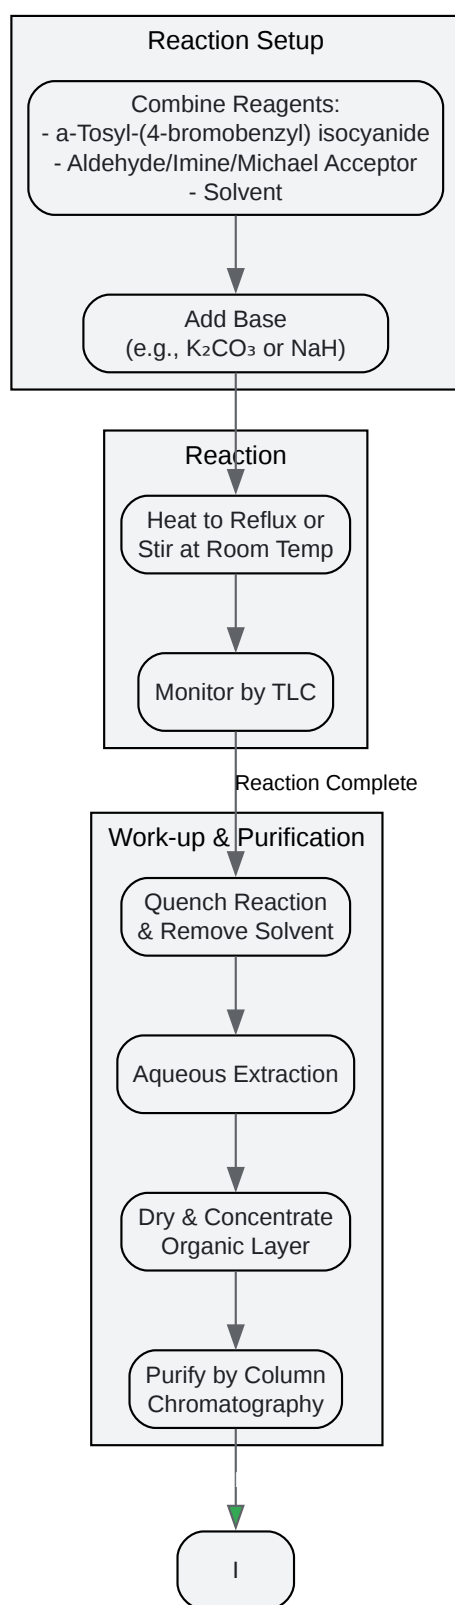 Reaction Setup
Combine Reagents:
- a-Tosyl-(4-bromobenzyl) isocyanide
- Aldehyde/Imine/Michael Acceptor
- Solvent
Add Base
(e.g., K₂CO₃ or NaH)
Reaction
Heat to Reflux or
Stir at Room Temp
Monitor by TLC
Reaction Complete
Work-up & Purification
Quench Reaction
& Remove Solvent
Aqueous Extraction
Dry & Concentrate
Organic Layer
Purify by Column
Chromatography
I